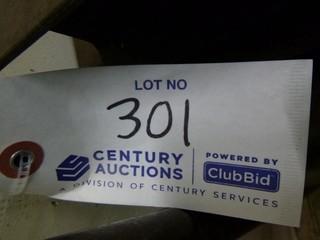 LOT NO
301
CENTURY AUCTIONS
A DIVISION OF CENTURY SERVICES
POWERED BY
ClubBid